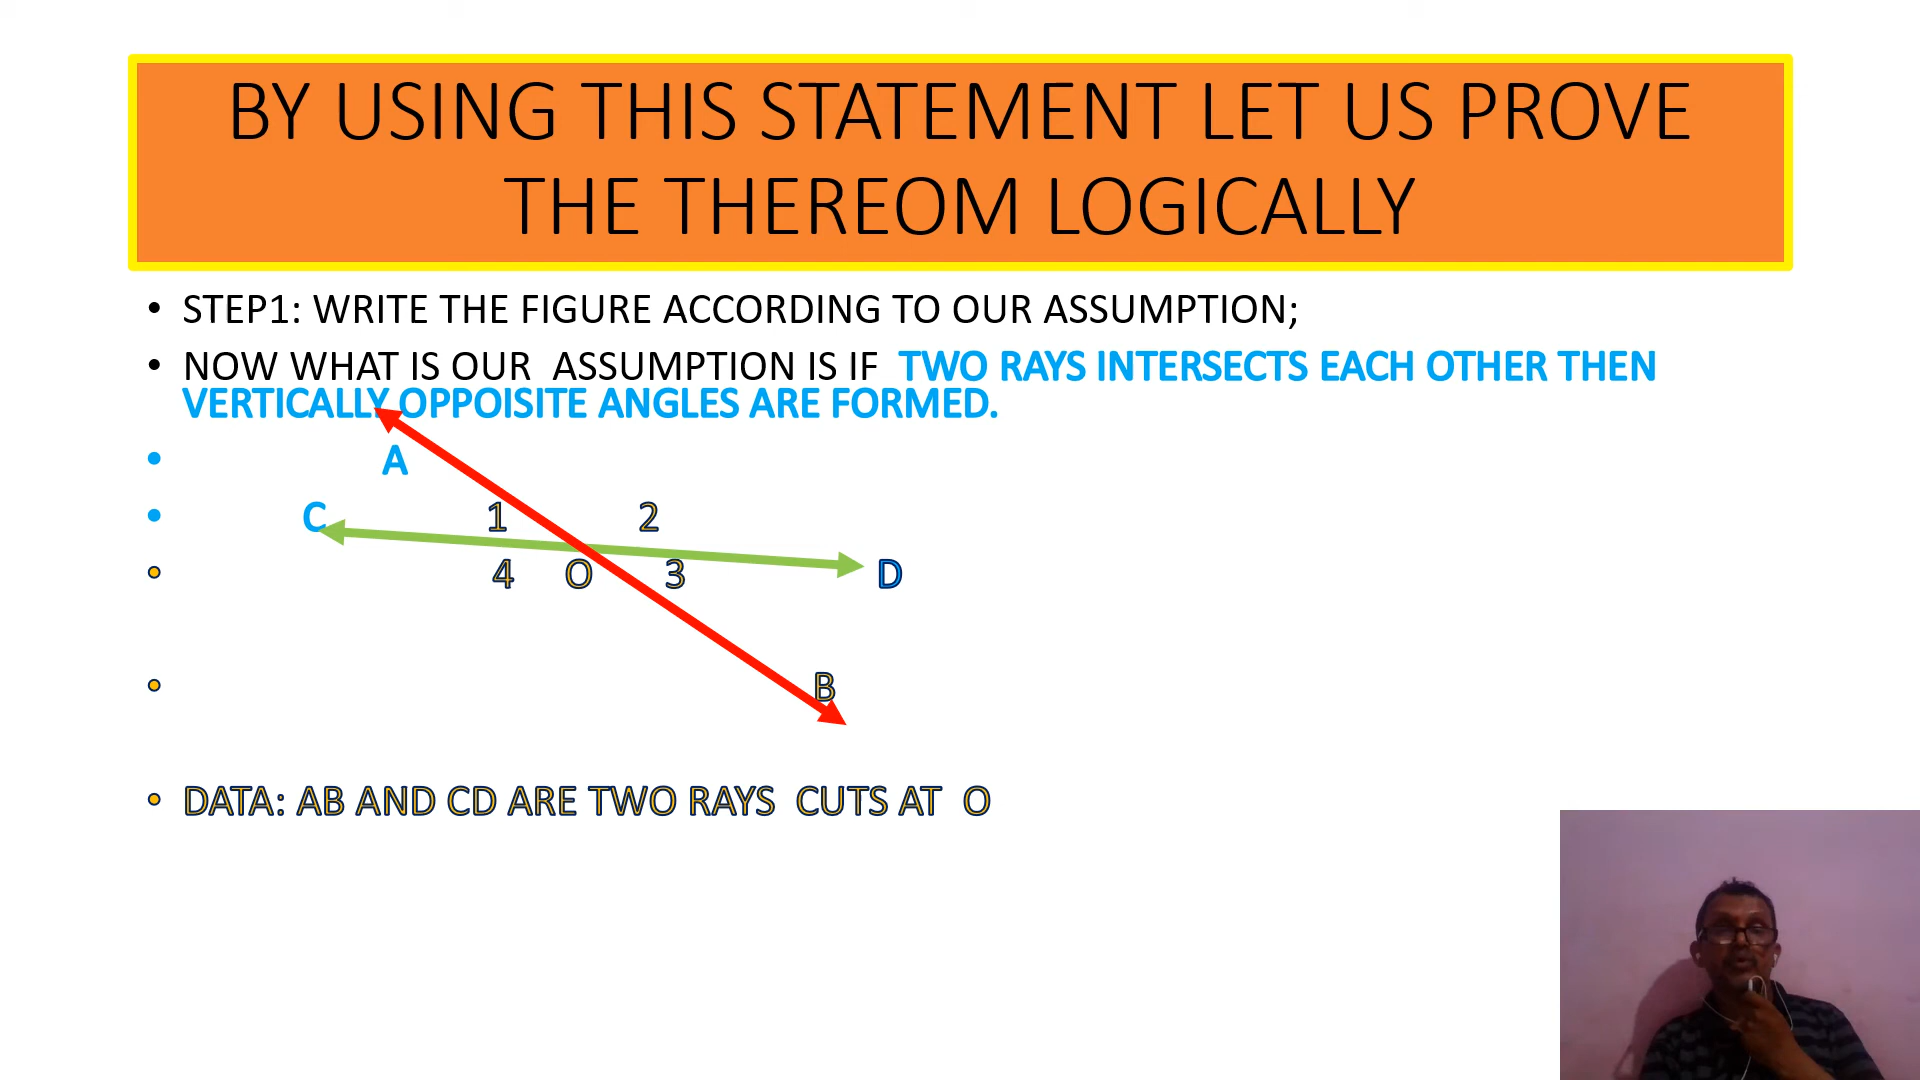 BY USING THIS STATEMENT LET US PROVE
THE THEREOM LOGICALLY
• STEP1: WRITE THE FIGURE ACCORDING TO OUR ASSUMPTION;
• NOW WHAT IS OUR ASSUMPTION IS IF TWO RAYS INTERSECTS EACH OTHER THEN
VERTICALLY OPPOISITE ANGLES ARE FORMED.
• A
• C 1 2
• 4 O 3 D
• B
• DATA: AB AND CD ARE TWO RAYS CUTS AT O